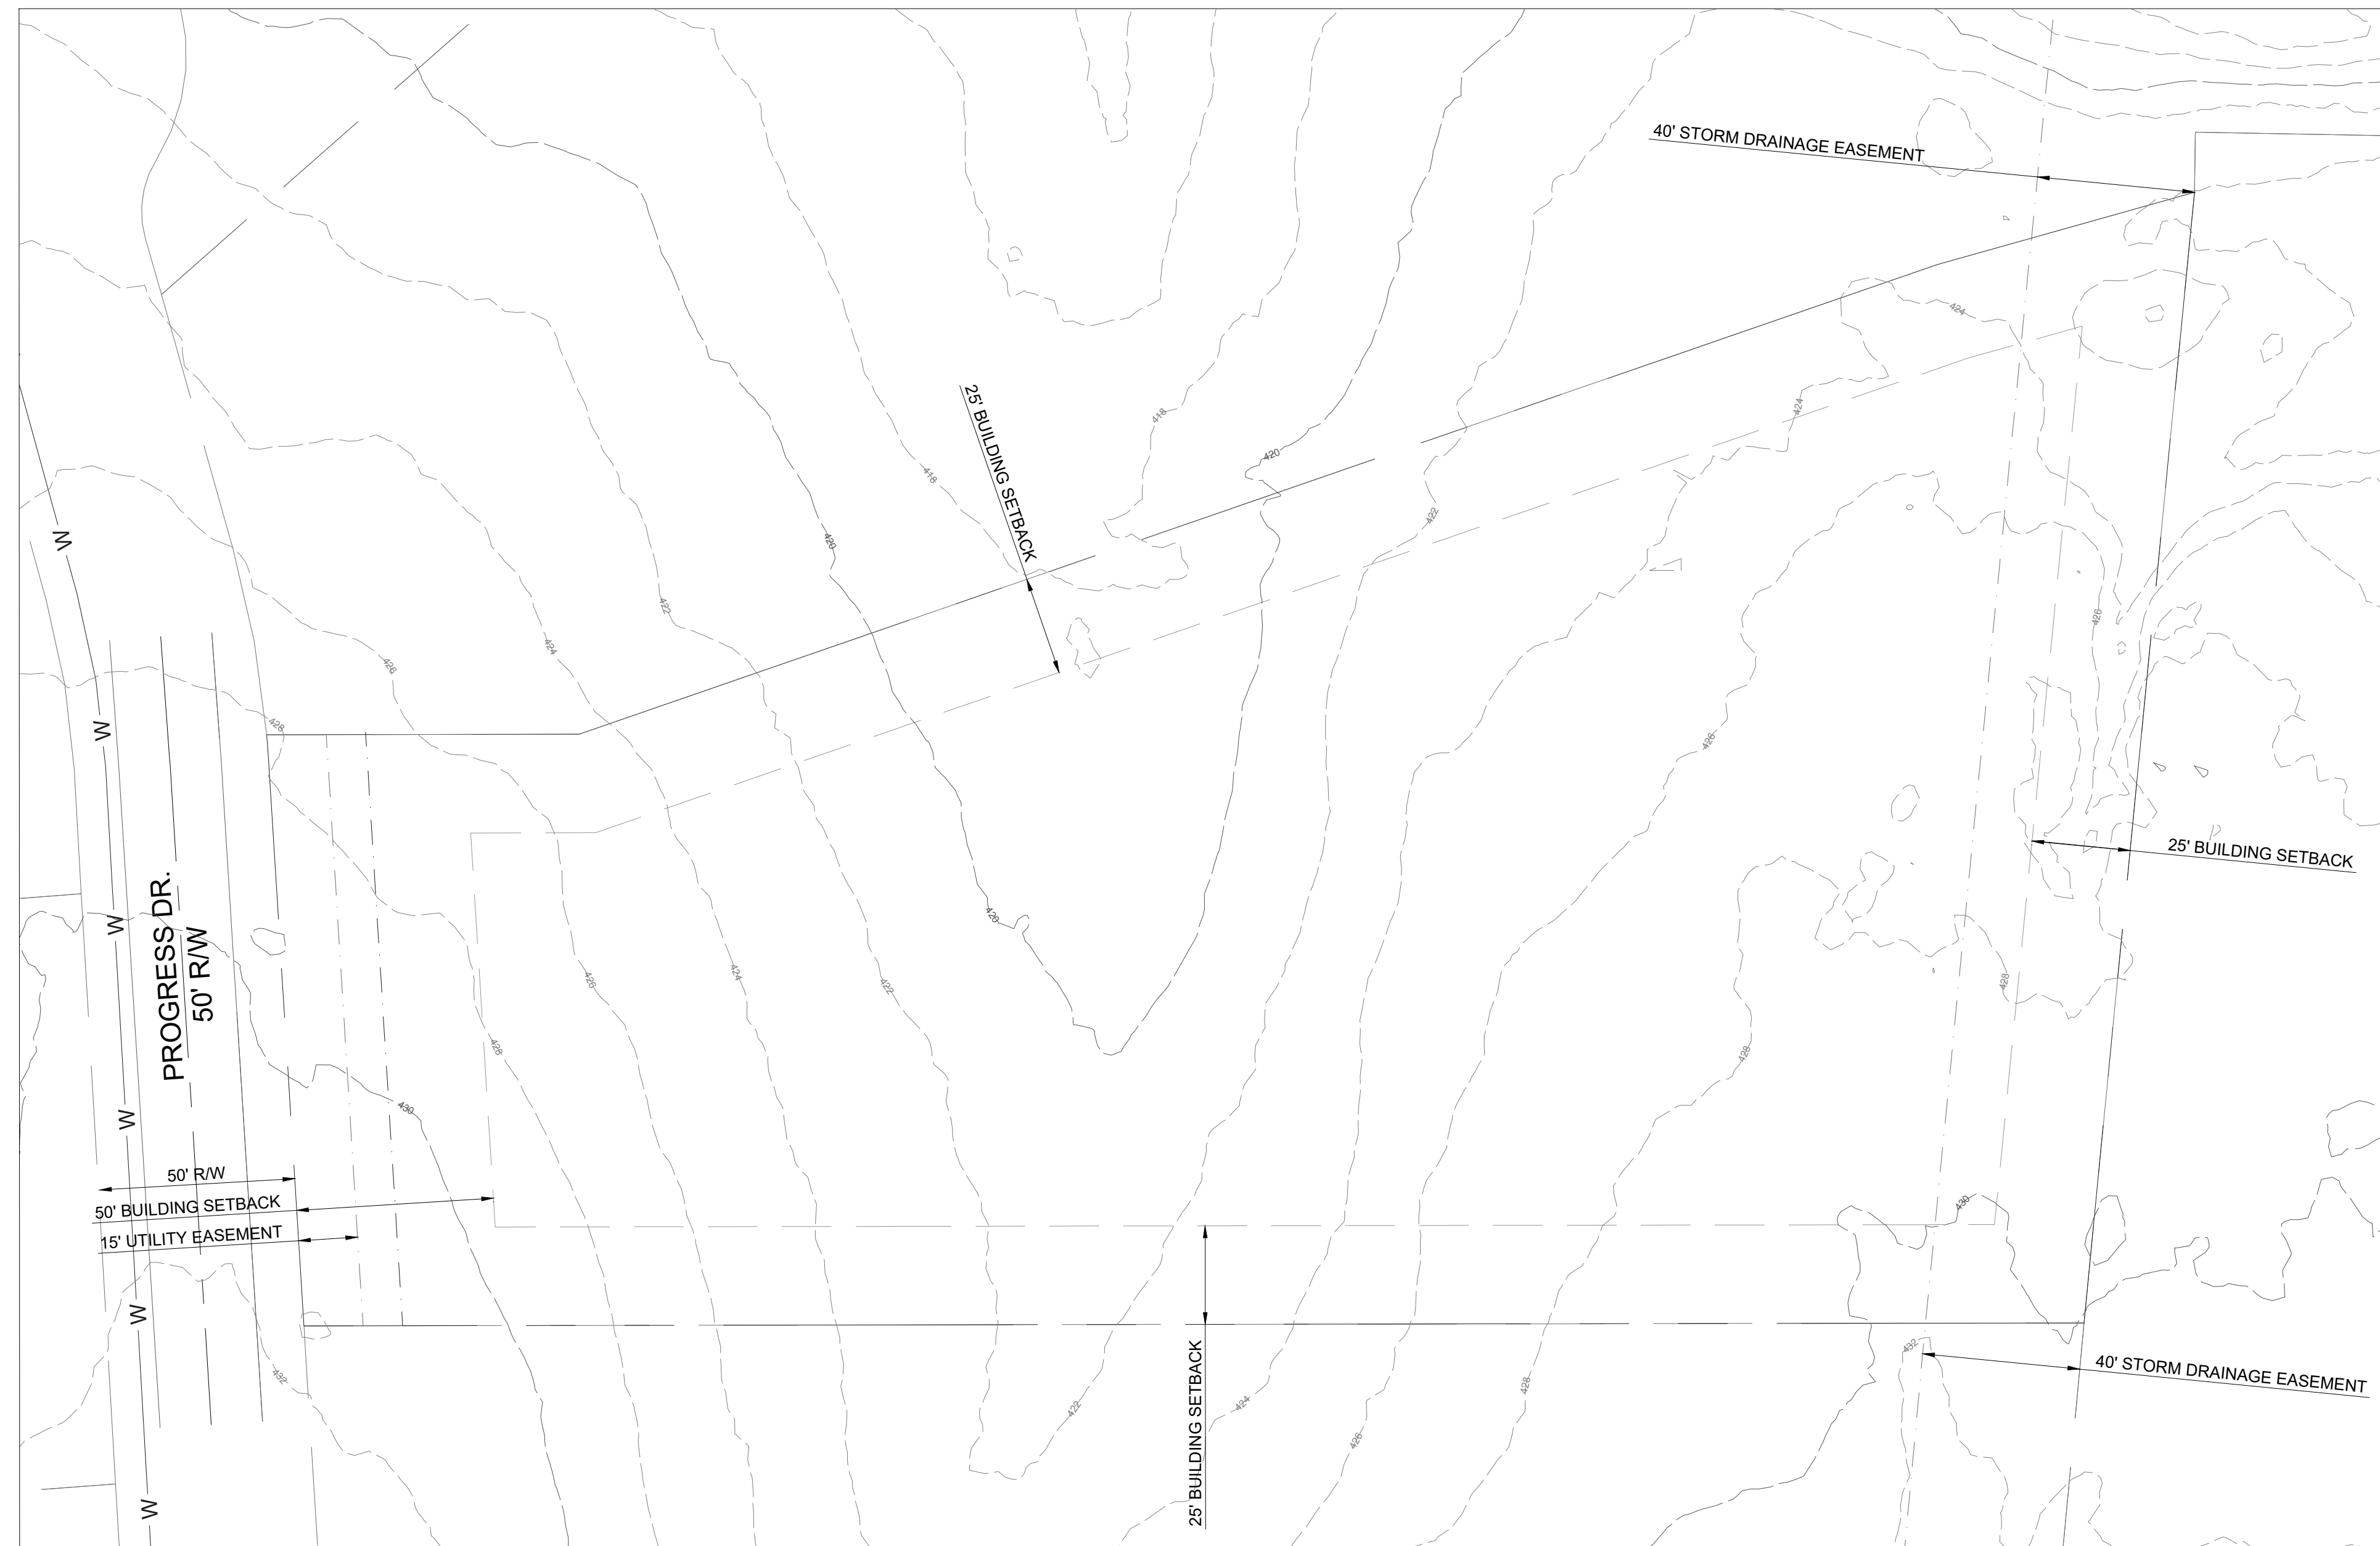 40' STORM DRAINAGE EASEMENT
424
25' BUILDING SETBACK
418
424
420
418
422
420
W
422
426
424
426
428
W
426
25' BUILDING SETBACK
W
PROGRESS DR.
50' R/W
420
424
426
422
428
428
428
430
W
50' R/W
50' BUILDING SETBACK
15' UTILITY EASEMENT
430
W
432
432
40' STORM DRAINAGE EASEMENT
25' BUILDING SETBACK
428
424
422
426
W